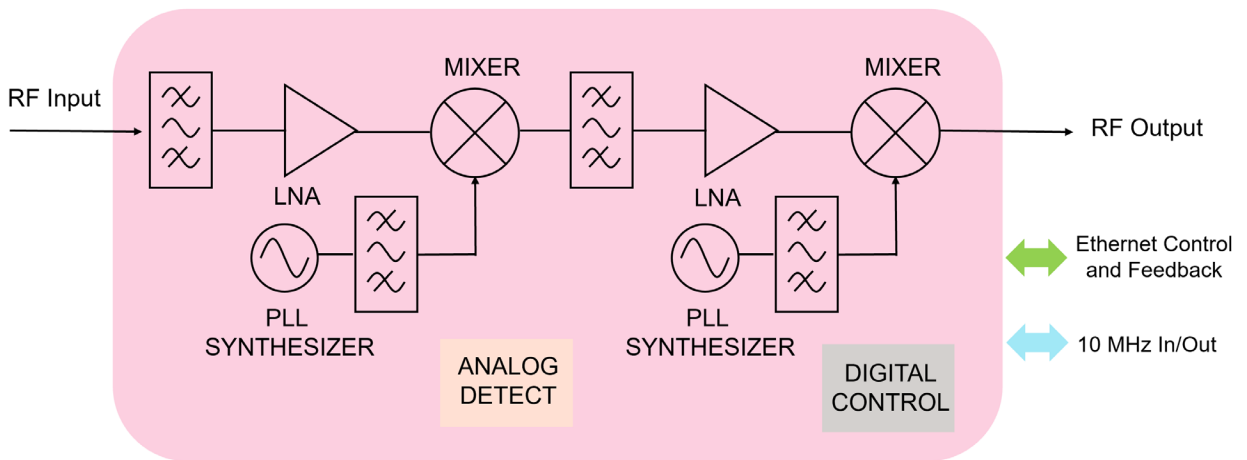 RF Input
MIXER
MIXER
RF Output
LNA
LNA
PLL
SYNTHESIZER
PLL
SYNTHESIZER
Ethernet Control
and Feedback
10 MHz In/Out
ANALOG
DETECT
DIGITAL
CONTROL